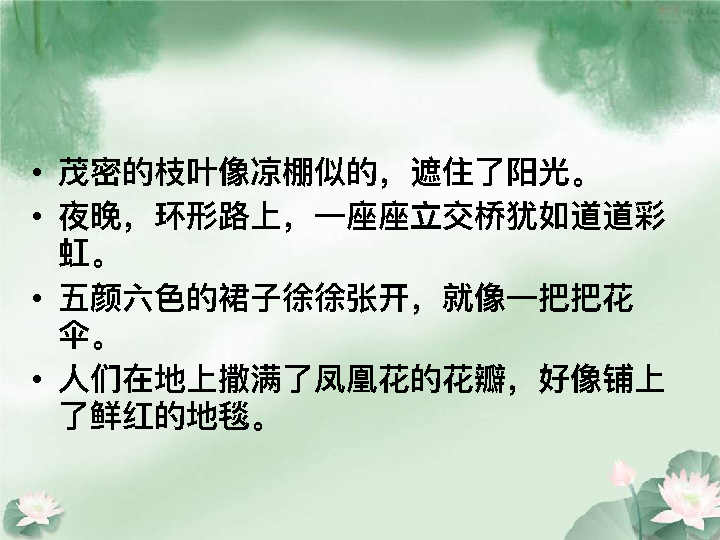 • 茂密的枝叶像凉棚似的，遮住了阳光。
• 夜晚，环形路上，一座座立交桥犹如道道彩
虹。
• 五颜六色的裙子徐徐张开，就像一把把花
伞。
• 人们在地上撒满了凤凰花的花瓣，好像铺上
了鲜红的地毯。